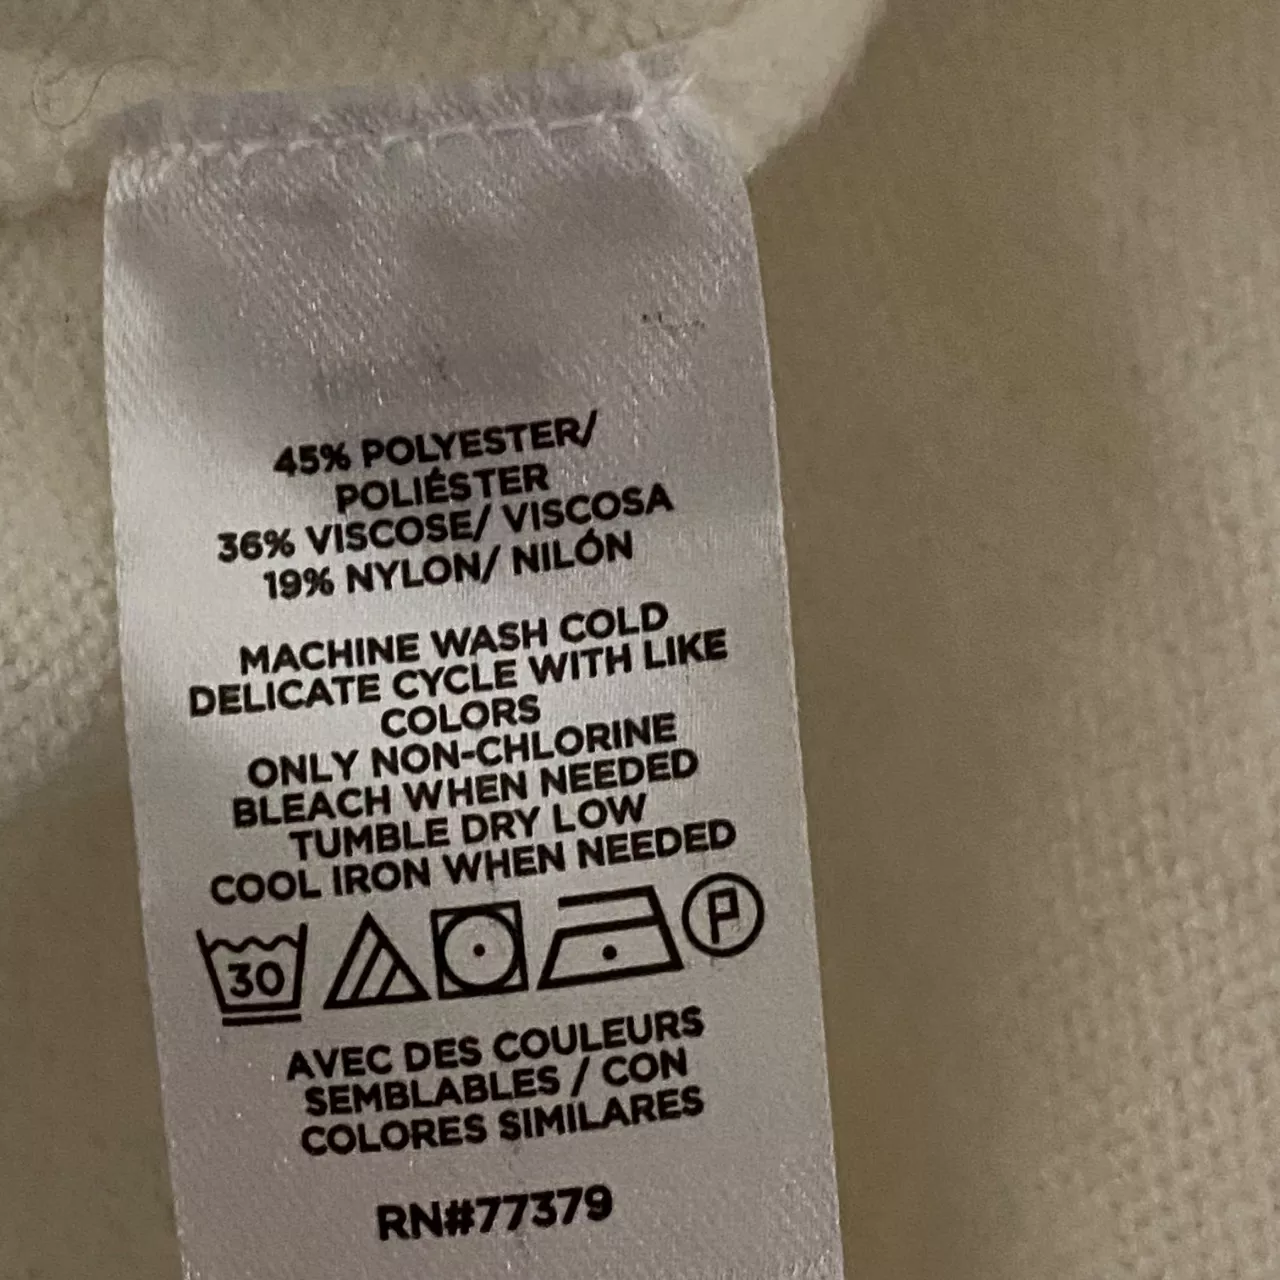 45% POLYESTER/
POLIÉSTER
36% VISCOSE/ VISCOSA
19% NYLON/ NILÓN
MACHINE WASH COLD
DELICATE CYCLE WITH LIKE
COLORS
ONLY NON-CHLORINE
BLEACH WHEN NEEDED
TUMBLE DRY LOW
COOL IRON WHEN NEEDED
30 P
AVEC DES COULEURS
SEMBLABLES / CON
COLORES SIMILARES
RN#77379